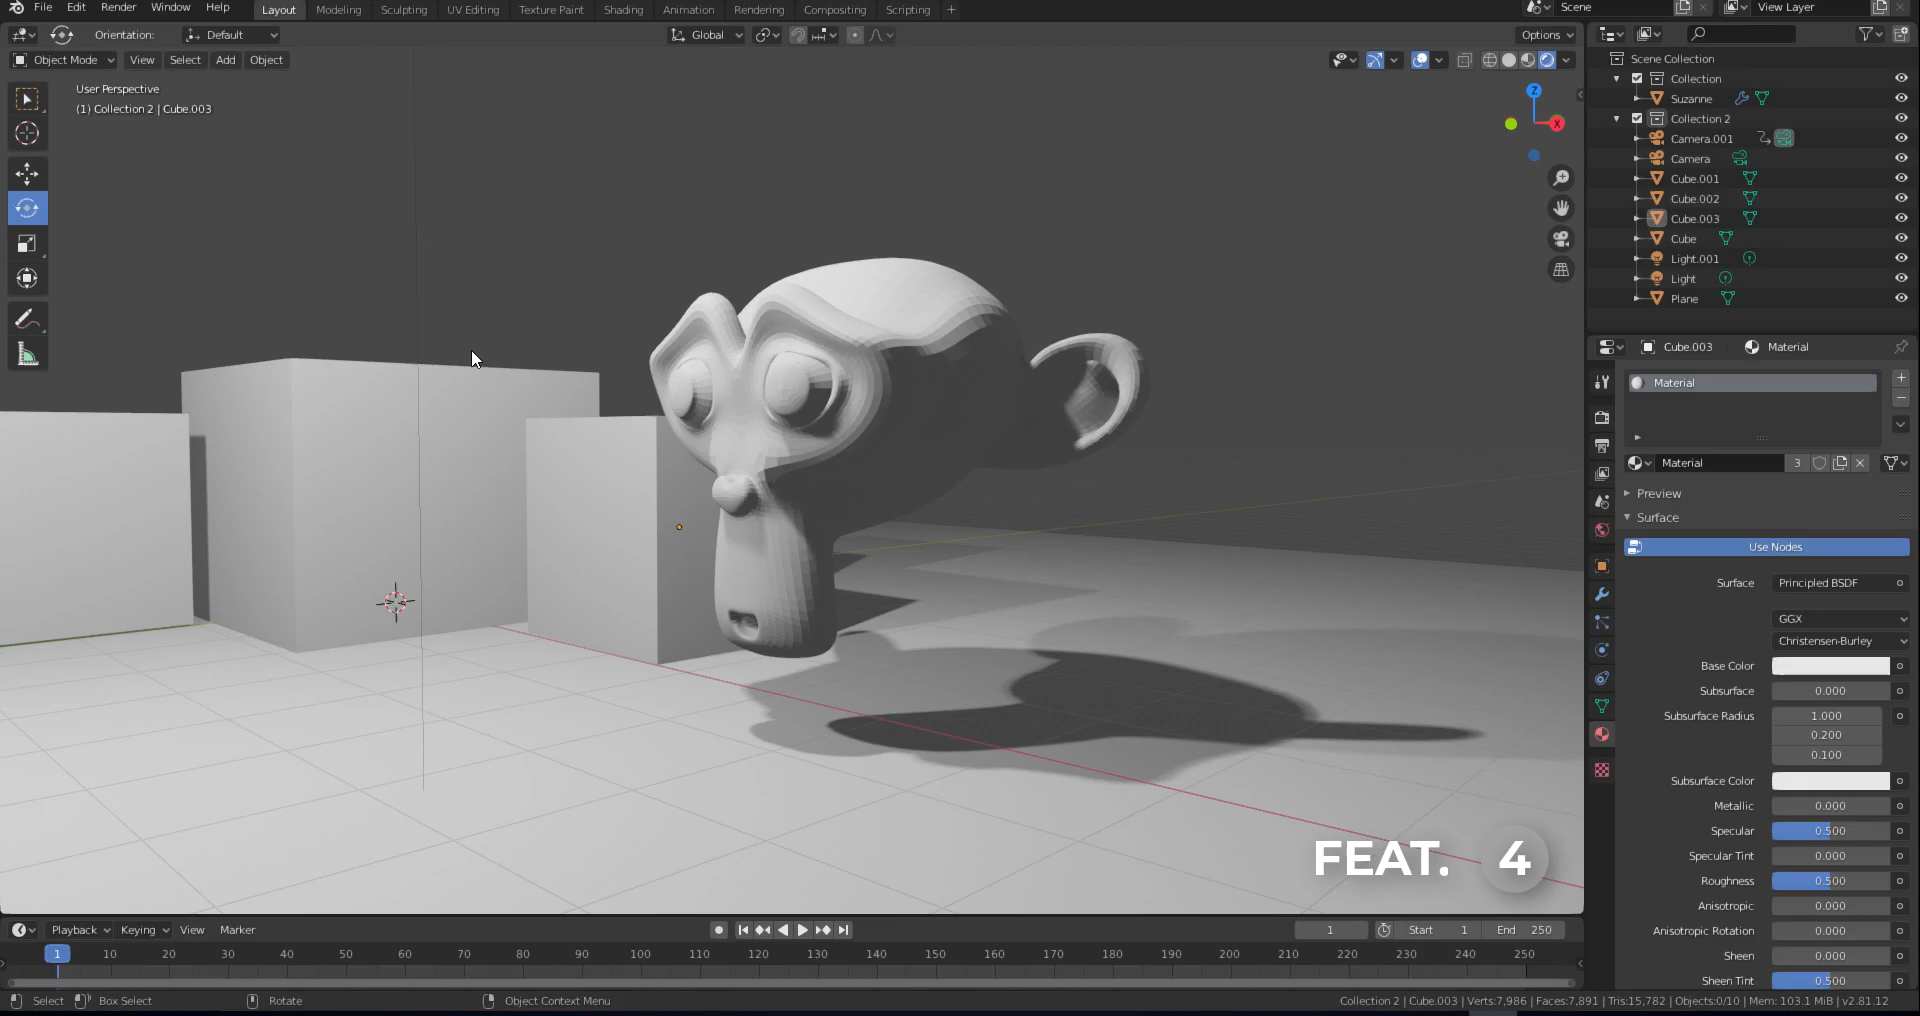 File Edit Render Window Help Layout Modeling Sculpting UV Editing Texture Paint Shading Animation Rendering Compositing Scripting + Scene View Layer
Orientation: Default Global Options
Object Mode View Select Add Object
User Perspective
(1) Collection 2 | Cube.003
Z
X
Scene Collection
Collection
Suzanne
Collection 2
Camera.001
Camera
Cube.001
Cube.002
Cube.003
Cube
Light.001
Light
Plane
Cube.003 Material
Material
Material 3
Preview
Surface
Use Nodes
Surface Principled BSDF
GGX
Christensen-Burley
Base Color
Subsurface 0.000
Subsurface Radius 1.000
0.200
0.100
Subsurface Color
Metallic 0.000
Specular 0.500
Specular Tint 0.000
Roughness 0.500
Anisotropic 0.000
Anisotropic Rotation 0.000
Sheen 0.000
Sheen Tint 0.500
FEAT. 4
Playback Keying View Marker 1 Start 1 End 250
1 10 20 30 40 50 60 70 80 90 100 110 120 130 140 150 160 170 180 190 200 210 220 230 240 250
Select Box Select Rotate Object Context Menu Collection 2 | Cube.003 | Verts:7,986 | Faces:7,891 | Tris:15,782 | Objects:0/10 | Mem: 103.1 MiB | v2.81.12